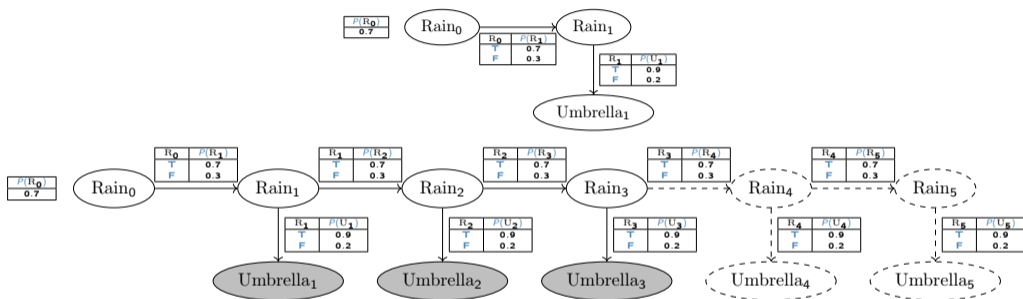 P(R₀) Rain₀ Rain₁
0.7
R₀ P(R₁)
T 0.7
F 0.3
R₁ P(U₁)
T 0.9
F 0.2
Umbrella₁
R₀ P(R₁) R₁ P(R₂) R₂ P(R₃) R₃ P(R₄) R₄ P(R₅)
T 0.7 T 0.7 T 0.7 T 0.7 T 0.7
F 0.3 F 0.3 F 0.3 F 0.3 F 0.3
P(R₀) Rain₀ Rain₁ Rain₂ Rain₃ Rain₄ Rain₅
0.7
R₁ P(U₁) R₂ P(U₂) R₃ P(U₃) R₄ P(U₄) R₅ P(U₅)
T 0.9 T 0.9 T 0.9 T 0.9 T 0.9
F 0.2 F 0.2 F 0.2 F 0.2 F 0.2
Umbrella₁ Umbrella₂ Umbrella₃ Umbrella₄ Umbrella₅